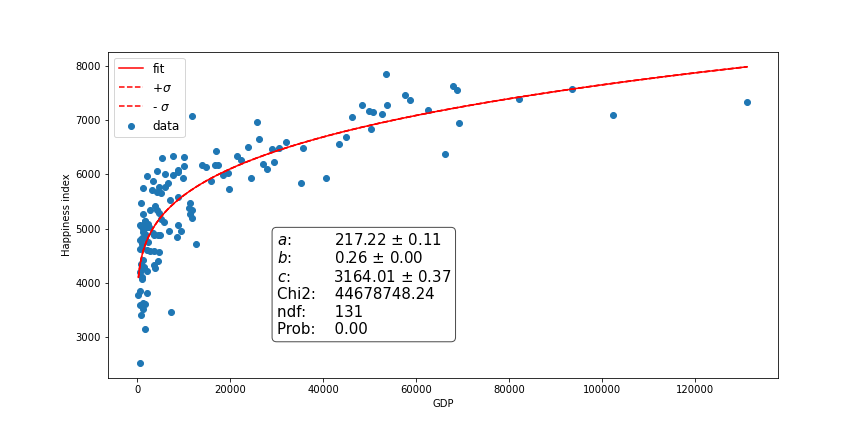 8000
7000
6000
5000
4000
3000
Happiness index
fit
+σ
- σ
data
a: 217.22 ± 0.11
b: 0.26 ± 0.00
c: 3164.01 ± 0.37
Chi2: 44678748.24
ndf: 131
Prob: 0.00
0 20000 40000 60000 80000 100000 120000
GDP